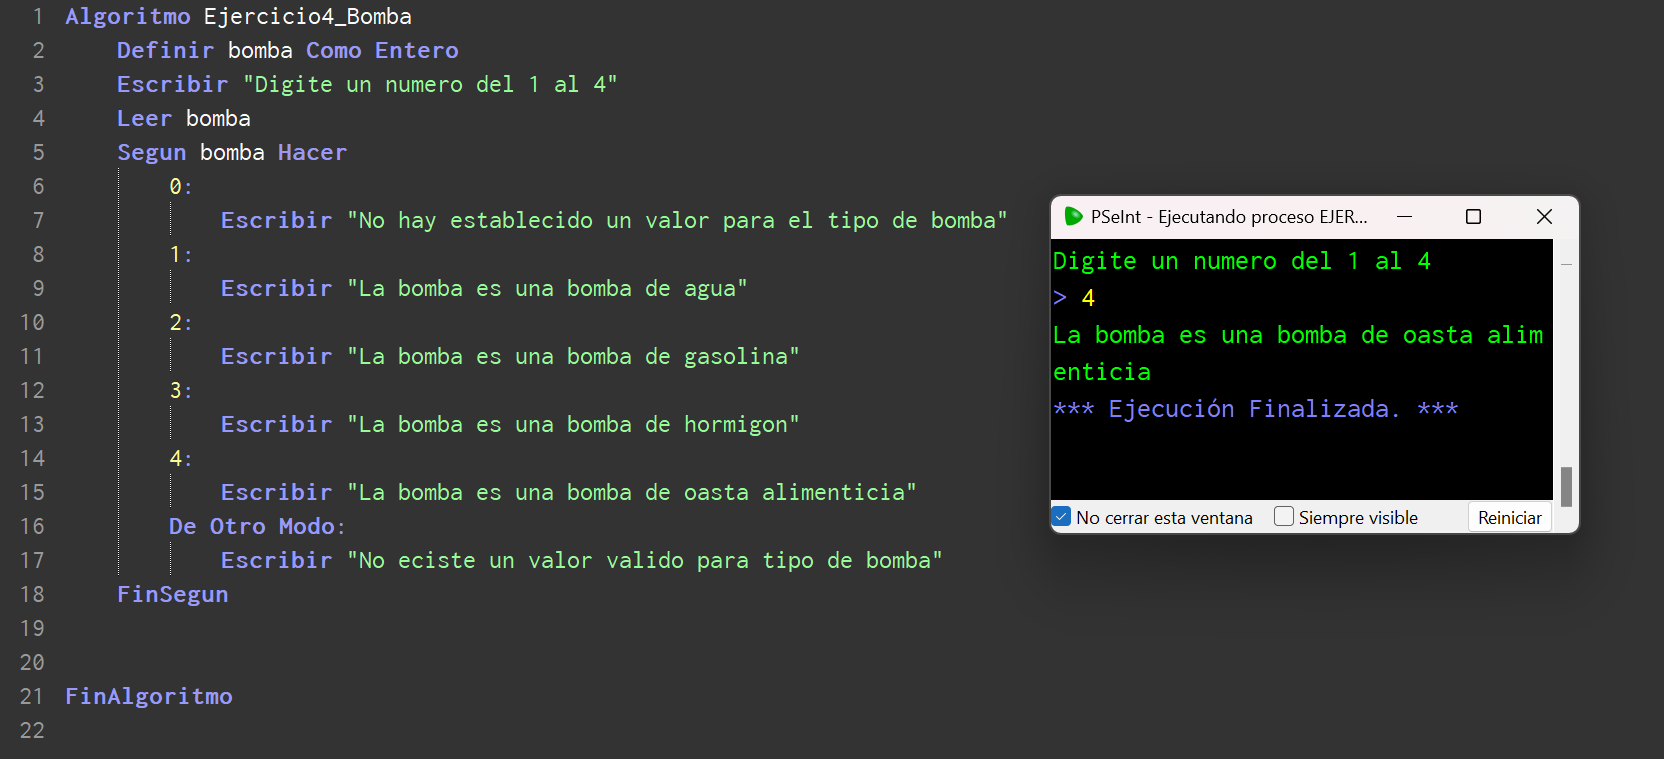 1 Algoritmo Ejercicio4_Bomba
2 Definir bomba Como Entero
3 Escribir "Digite un numero del 1 al 4"
4 Leer bomba
5 Segun bomba Hacer
6 0:
7 Escribir "No hay establecido un valor para el tipo de bomba"
8 1:
9 Escribir "La bomba es una bomba de agua"
10 2:
11 Escribir "La bomba es una bomba de gasolina"
12 3:
13 Escribir "La bomba es una bomba de hormigon"
14 4:
15 Escribir "La bomba es una bomba de oasta alimenticia"
16 De Otro Modo:
17 Escribir "No eciste un valor valido para tipo de bomba"
18 FinSegun
19
20
21 FinAlgoritmo
22
PSeInt - Ejecutando proceso EJER...
Digite un numero del 1 al 4
> 4
La bomba es una bomba de oasta alim
enticia
*** Ejecución Finalizada. ***
No cerrar esta ventana Siempre visible Reiniciar